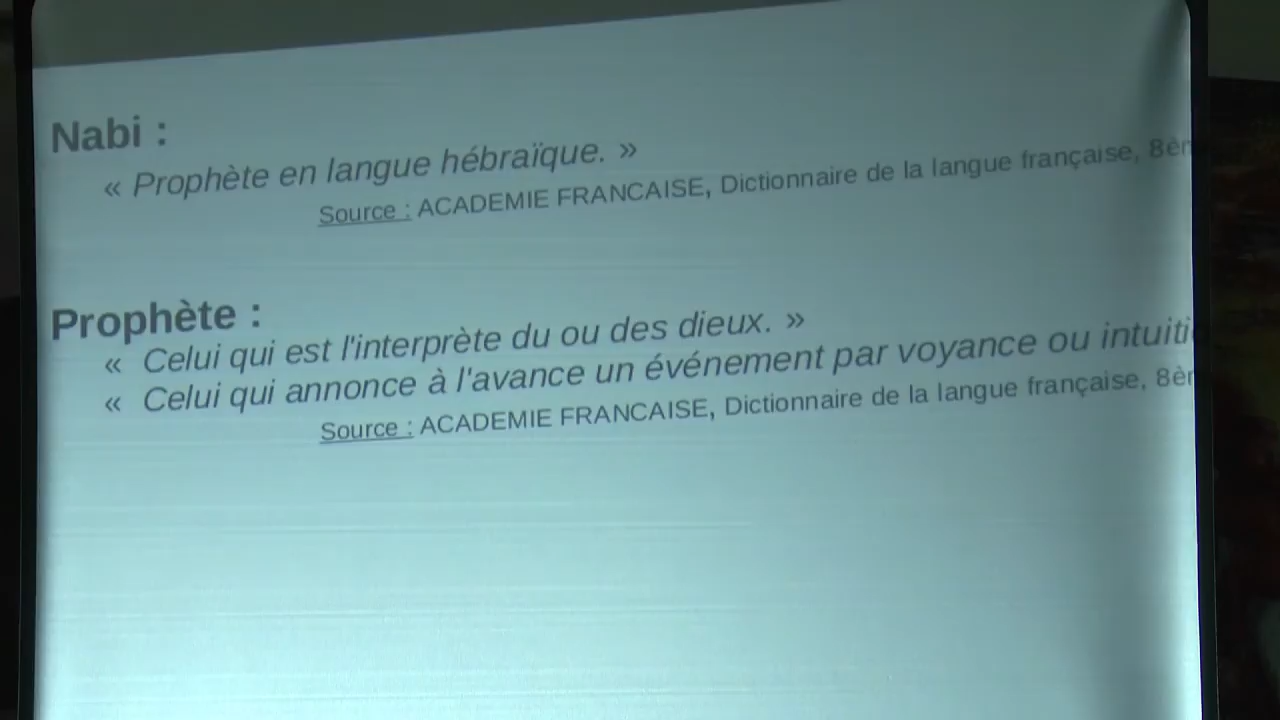 Nabi :
« Prophète en langue hébraïque. »
Source : ACADEMIE FRANCAISE, Dictionnaire de la langue française,
Prophète :
« Celui qui est l'interprète du ou des dieux. »
« Celui qui annonce à l'avance un événement par voyance ou
Source : ACADEMIE FRANCAISE, Dictionnaire de la langue française,